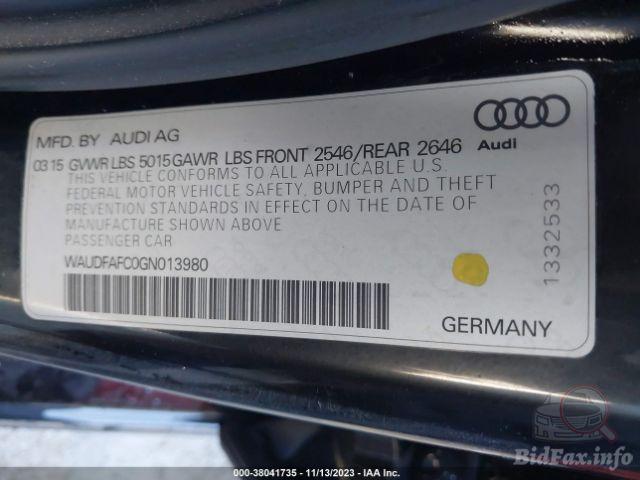 MFD. BY AUDI AG
03 15 GVWR LBS 5015 GAWR LBS FRONT 2546/REAR 2646
Audi
THIS VEHICLE CONFORMS TO ALL APPLICABLE U.S.
FEDERAL MOTOR VEHICLE SAFETY, BUMPER AND THEFT
PREVENTION STANDARDS IN EFFECT ON THE DATE OF
MANUFACTURE SHOWN ABOVE
PASSENGER CAR
WAUDFAFC0GN013980
1332533
GERMANY
BidFax.info
000-38041735 - 11/13/2023 - IAA Inc.